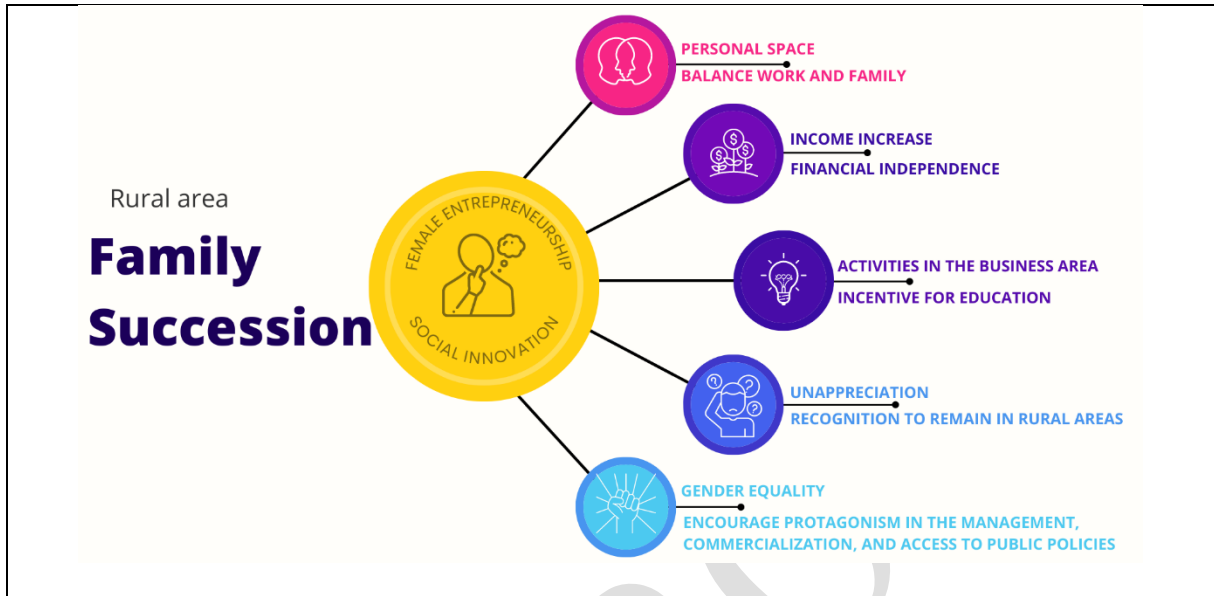 Rural area
Family
Succession
FEMALE ENTREPRENEURSHIP
SOCIAL INNOVATION
PERSONAL SPACE
BALANCE WORK AND FAMILY
INCOME INCREASE
FINANCIAL INDEPENDENCE
ACTIVITIES IN THE BUSINESS AREA
INCENTIVE FOR EDUCATION
UNAPPRECIATION
RECOGNITION TO REMAIN IN RURAL AREAS
GENDER EQUALITY
ENCOURAGE PROTAGONISM IN THE MANAGEMENT,
COMMERCIALIZATION, AND ACCESS TO PUBLIC POLICIES